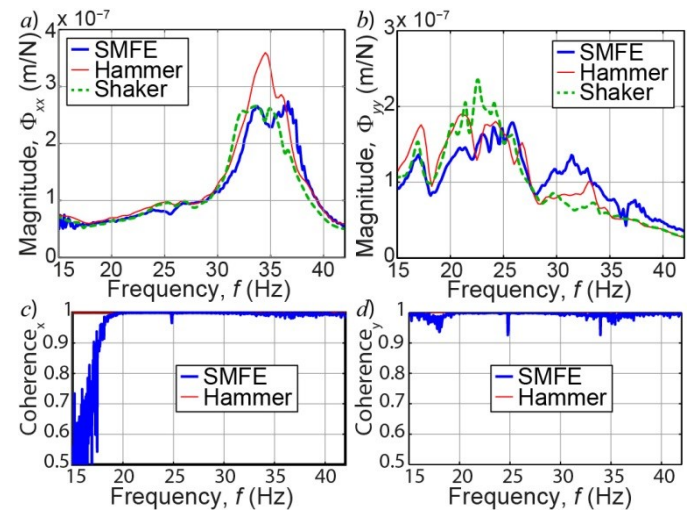 a)
×10⁻⁷
SMFE
Hammer
Shaker
Magnitude, Φxx (m/N)
4
3
2
1
0
15 20 25 30 35 40
Frequency, f (Hz)
b)
×10⁻⁷
SMFE
Hammer
Shaker
Magnitude, Φyy (m/N)
3
2
1
0
15 20 25 30 35 40
Frequency, f (Hz)
c)
Coherencex
1
0.9
0.8
0.7
0.6
0.5
SMFE
Hammer
15 20 25 30 35 40
Frequency, f (Hz)
d)
Coherencey
1
0.9
0.8
0.7
0.6
0.5
SMFE
Hammer
15 20 25 30 35 40
Frequency, f (Hz)